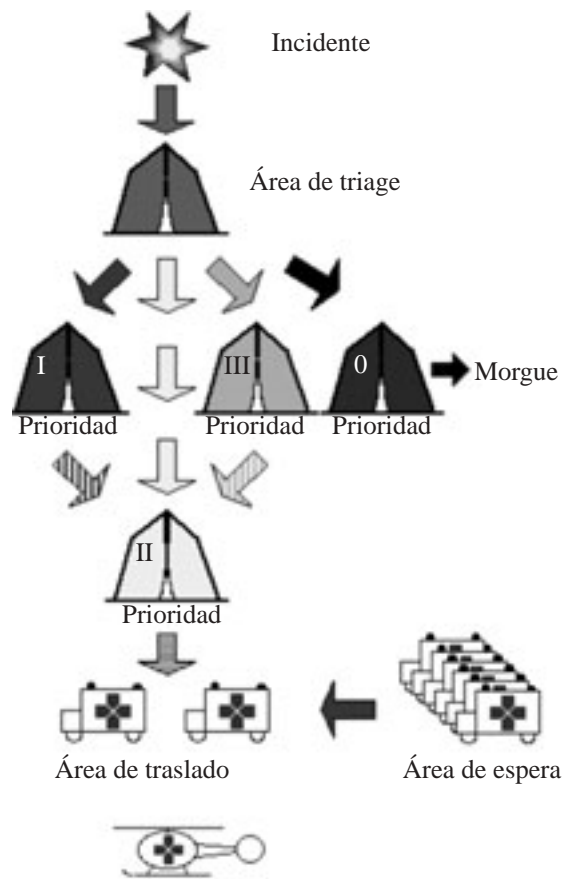 Incidente
Área de triage
I
III
0
Morgue
Prioridad
Prioridad
Prioridad
II
Prioridad
Área de traslado
Área de espera